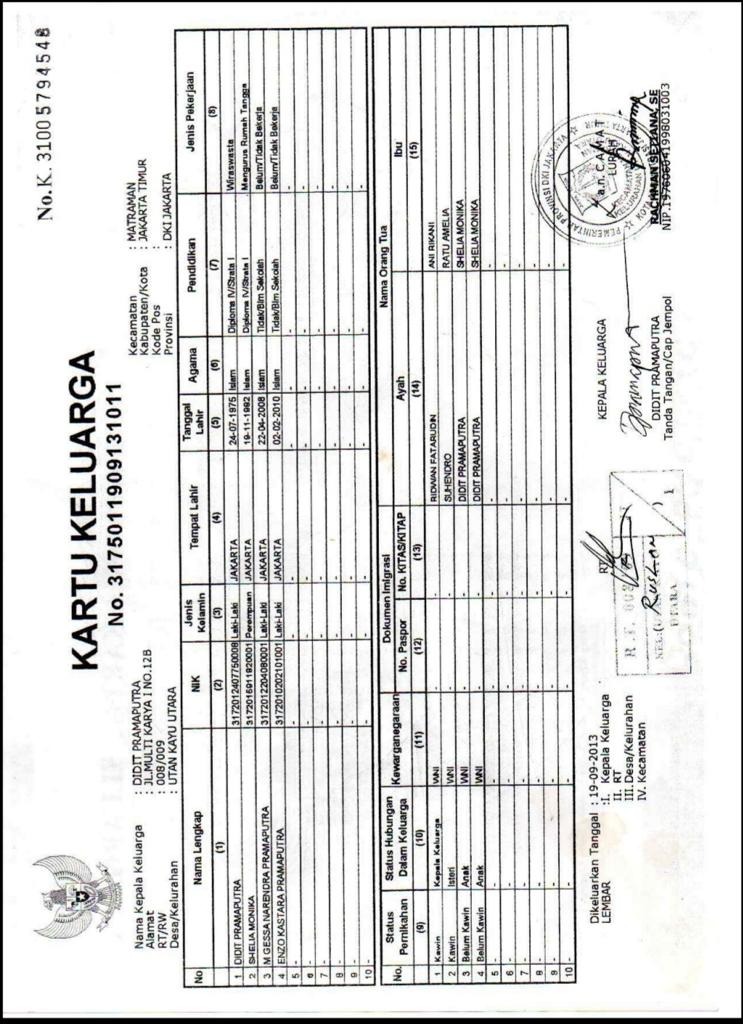 No.K. 31005794548
KARTU KELUARGA
No. 3175011909131011
Nama Kepala Keluarga : DIDIT PRAMAPUTRA
Alamat : JL.MULTI KARYA I NO.12B
RT/RW : 008/009
Desa/Kelurahan : UTAN KAYU UTARA
Kecamatan : MATRAMAN
Kabupaten/Kota : JAKARTA TIMUR
Kode Pos :
Provinsi : DKI JAKARTA
No Nama Lengkap NIK Jenis Kelamin Tempat Lahir Tanggal Lahir Agama Pendidikan Jenis Pekerjaan
(1) (2) (3) (4) (5) (6) (7) (8)
1 DIDIT PRAMAPUTRA 3172012407750008 Laki-Laki JAKARTA 24-07-1975 Islam Diploma IV/Strata I Wiraswasta
2 SHELIA MONIKA 3172015911920001 Perempuan JAKARTA 19-11-1992 Islam Diploma IV/Strata I Mengurus Rumah Tangga
3 M GESSA NARENDRA PRAMAPUTRA 3172012204080001 Laki-Laki JAKARTA 22-04-2008 Islam Tidak/Blm Sekolah Belum/Tidak Bekerja
4 ENZO KASTARA PRAMAPUTRA 3172010202101001 Laki-Laki JAKARTA 02-02-2010 Islam Tidak/Blm Sekolah Belum/Tidak Bekerja
5 - - - - - - - -
6 - - - - - - - -
7 - - - - - - - -
8 - - - - - - - -
9 - - - - - - - -
10 - - - - - - - -
No. Status Pernikahan Status Hubungan Dalam Keluarga Kewarganegaraan Dokumen Imigrasi Nama Orang Tua
No. Paspor No. KITAS/KITAP Ayah Ibu
(9) (10) (11) (12) (13) (14) (15)
1 Kawin Kepala Keluarga WNI - - RIDWAN FATARUDIN ANI RIKANI
2 Kawin Isteri WNI - - SUHENDRO RATU AMELIA
3 Belum Kawin Anak WNI - - DIDIT PRAMAPUTRA SHELIA MONIKA
4 Belum Kawin Anak WNI - - DIDIT PRAMAPUTRA SHELIA MONIKA
5 - - - - - - -
6 - - - - - - -
7 - - - - - - -
8 - - - - - - -
9 - - - - - - -
10 - - - - - - -
Dikeluarkan Tanggal : 19-09-2013
LEMBAR :I. Kepala Keluarga
II. RT
III. Desa/Kelurahan
IV. Kecamatan
RT
R.T. 008
UTARA
KEPALA KELUARGA
DIDIT PRAMAPUTRA
Tanda Tangan/Cap Jempol
PEMERINTAH PROVINSI DKI JAKARTA
a.n. CAMAT
LURAH
RACHMAN SETIANA, SE